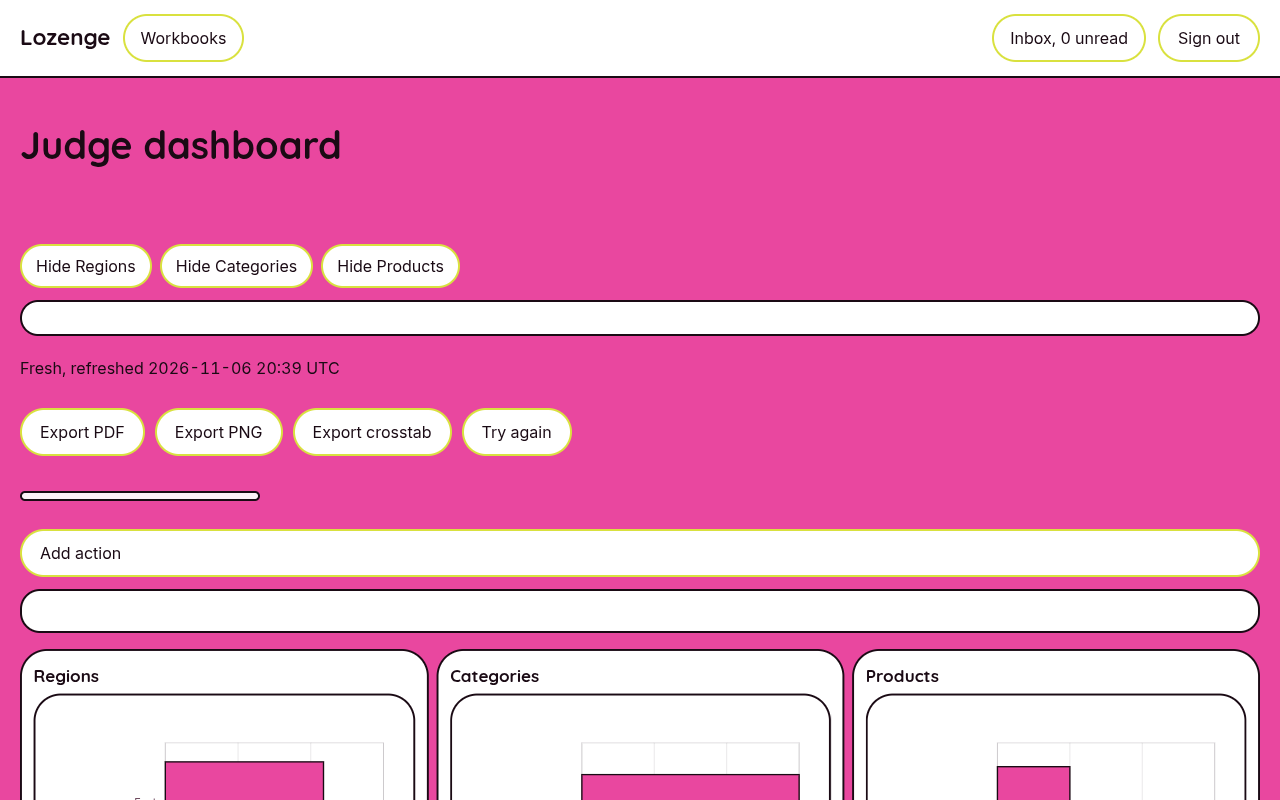 Lozenge Workbooks Inbox, 0 unread Sign out
Judge dashboard
Hide Regions Hide Categories Hide Products
Fresh, refreshed 2026-11-06 20:39 UTC
Export PDF Export PNG Export crosstab Try again
Add action
Regions Categories Products